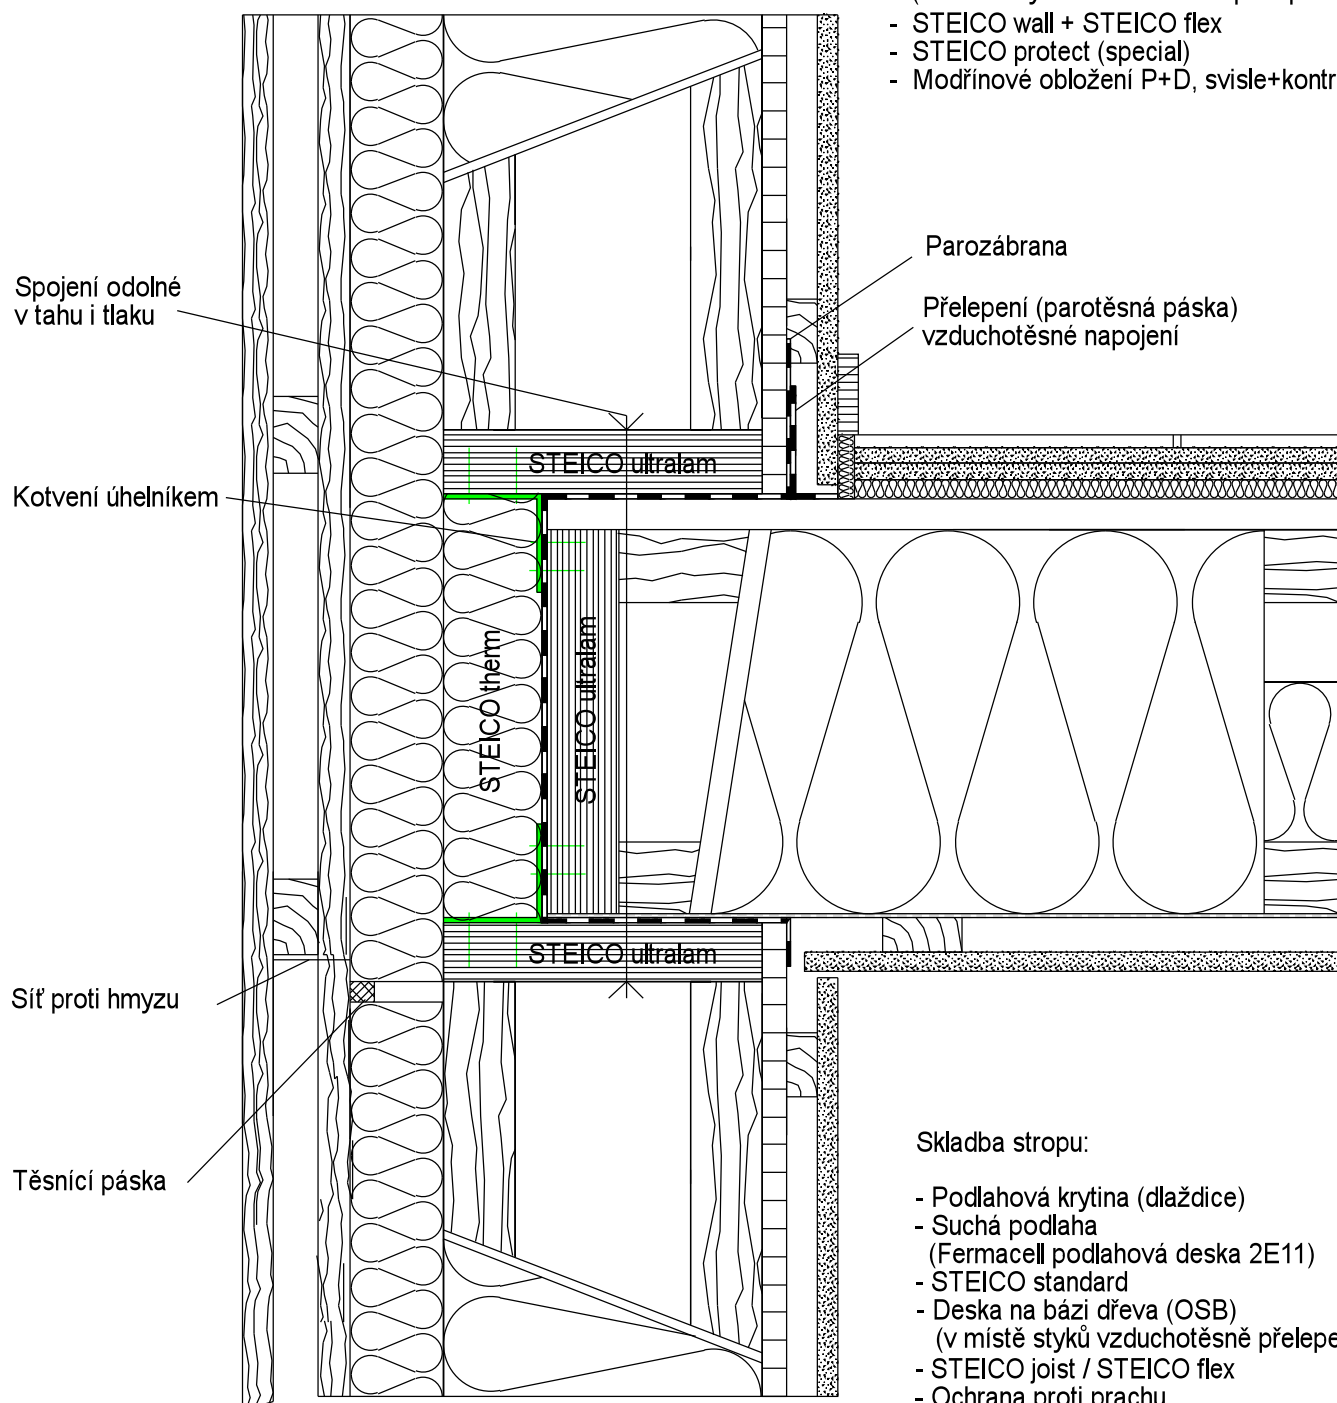 - STEICO wall + STEICO flex
- STEICO protect (special)
- Modřínové obložení P+D, svisle+kontr
Parozábrana
Spojení odolné
v tahu i tlaku
Přelepení (parotěsná páska)
vzduchotěsné napojení
STEICO ultralam
Kotvení úhelníkem
STEICO therm
STEICO ultralam
STEICO ultralam
Síť proti hmyzu
Těsnící páska
Skladba stropu:
- Podlahová krytina (dlaždice)
- Suchá podlaha
(Fermacell podlahová deska 2E11)
- STEICO standard
- Deska na bázi dřeva (OSB)
(v místě styků vzduchotěsně přelepe
- STEICO joist / STEICO flex
- Ochrana proti prachu